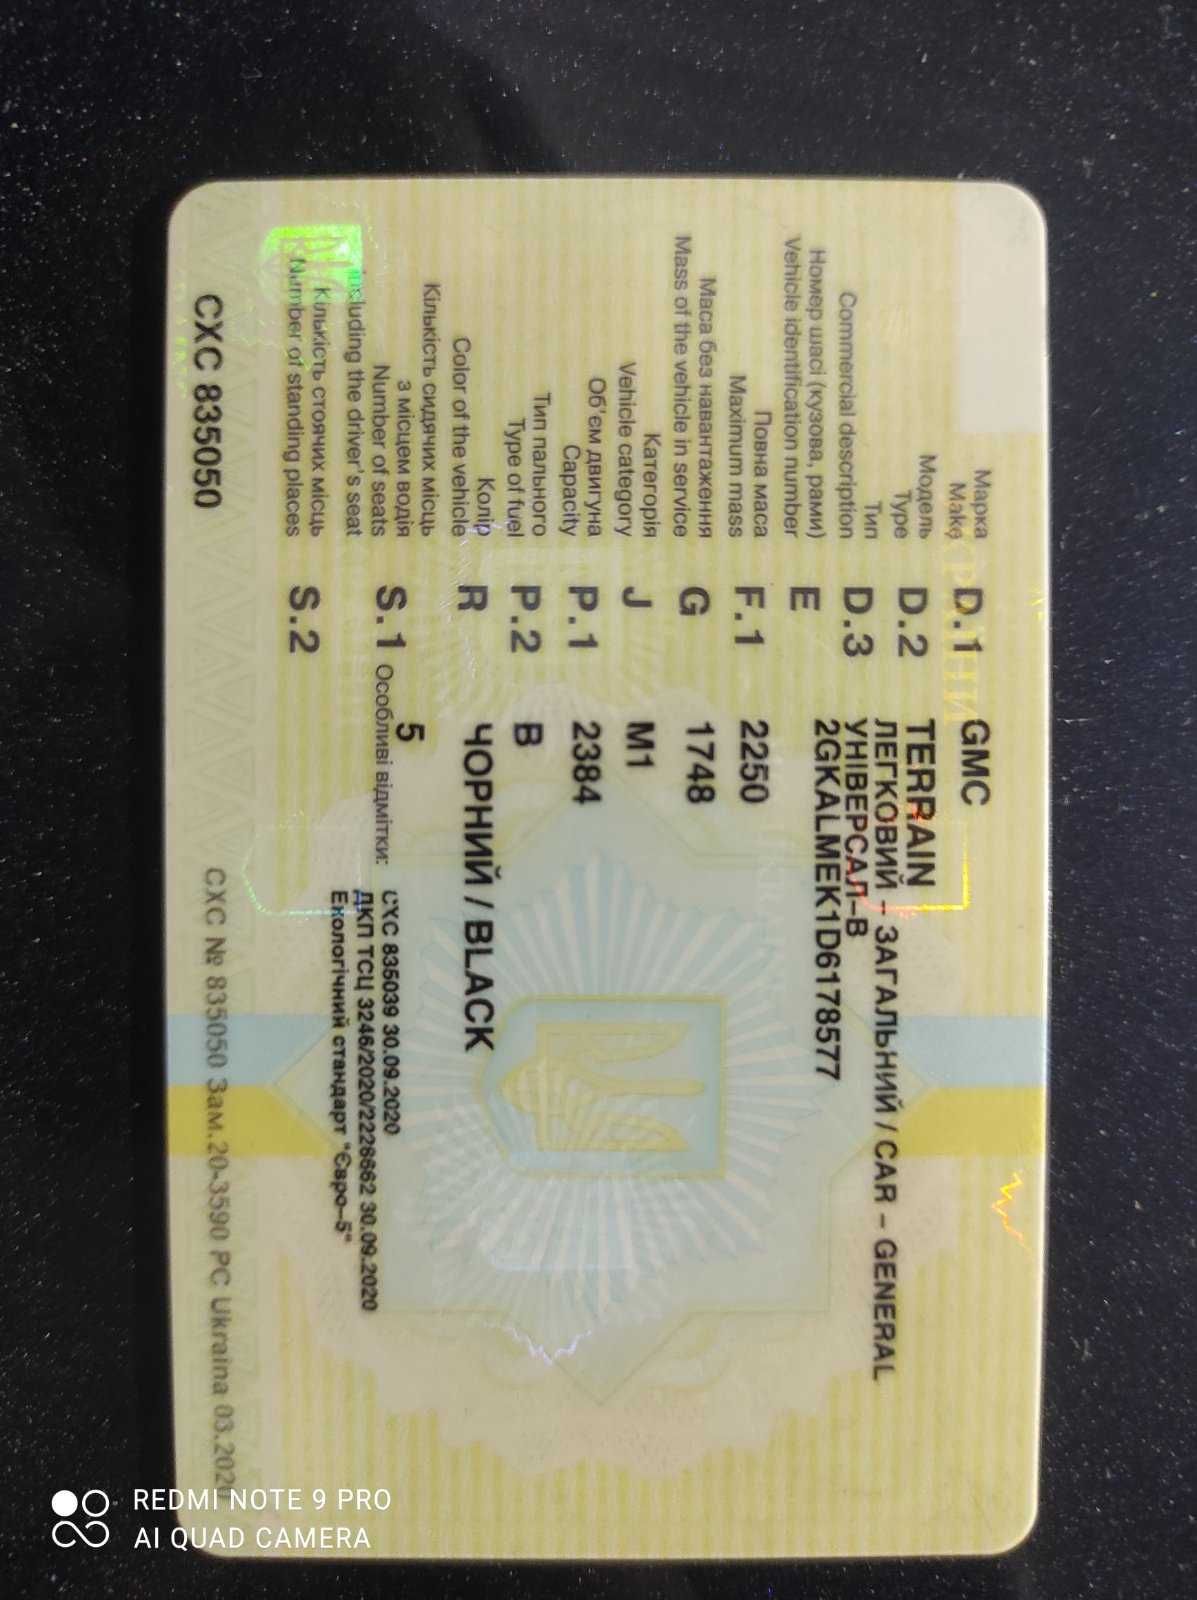 УКРАЇНИ
Марка
Make D.1 GMC
Модель
Type D.2 TERRAIN
Тип
Commercial description D.3 ЛЕГКОВИЙ – ЗАГАЛЬНИЙ / CAR – GENERAL
УНІВЕРСАЛ–В
Номер шасі (кузова, рами)
Vehicle identification number E 2GKALMEK1D6178577
Повна маса
Maximum mass F.1 2250
Маса без навантаження
Mass of the vehicle in service G 1748
Категорія
Vehicle category J M1
Об'єм двигуна
Capacity P.1 2384
Тип пального
Type of fuel P.2 B
Колір
Color of the vehicle R ЧОРНИЙ / BLACK
Кількість сидячих місць
з місцем водія
Number of seats S.1 5
including the driver's seat
Особливі відмітки: СХС 835039 30.09.2020
ДКП ТСЦ 3246/2020/2226662 30.09.2020
Екологічний стандарт "Євро–5"
Кількість стоячих місць
Number of standing places S.2
СХС 835050
СХС № 835050 Зам.20-3590 PC Ukraina 03.2020
REDMI NOTE 9 PRO
AI QUAD CAMERA